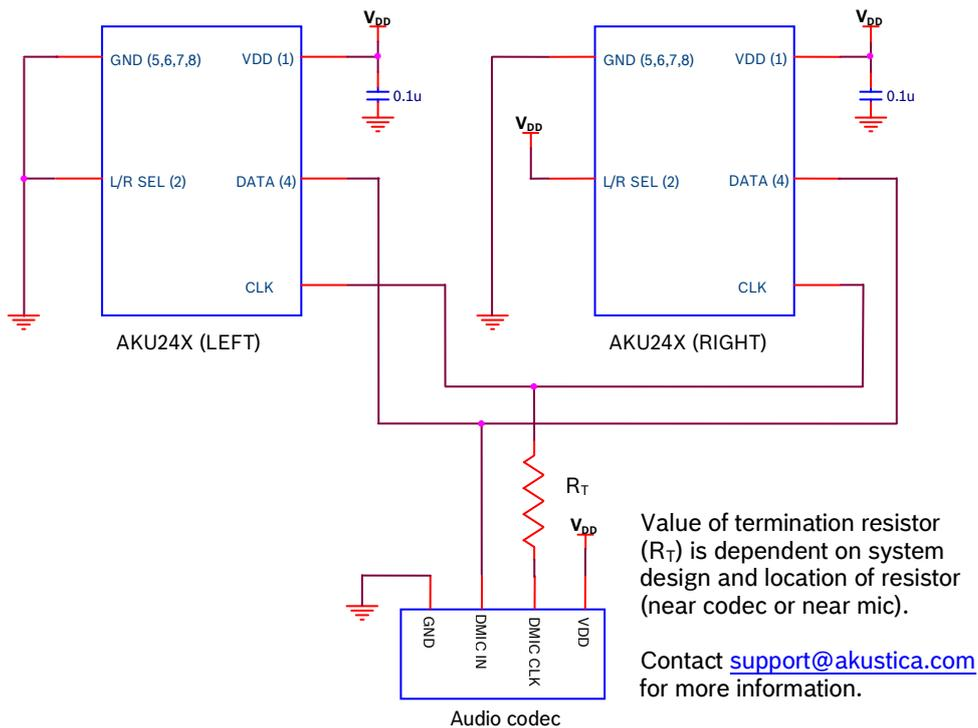 VDD
VDD
GND (5,6,7,8)
VDD (1)
GND (5,6,7,8)
VDD (1)
0.1u
0.1u
VDD
L/R SEL (2)
DATA (4)
L/R SEL (2)
DATA (4)
CLK
CLK
AKU24X (LEFT)
AKU24X (RIGHT)
RT
VDD
Value of termination resistor
(RT) is dependent on system
design and location of resistor
(near codec or near mic).
Contact support@akustica.com
for more information.
GND
DMIC IN
DMIC CLK
VDD
Audio codec